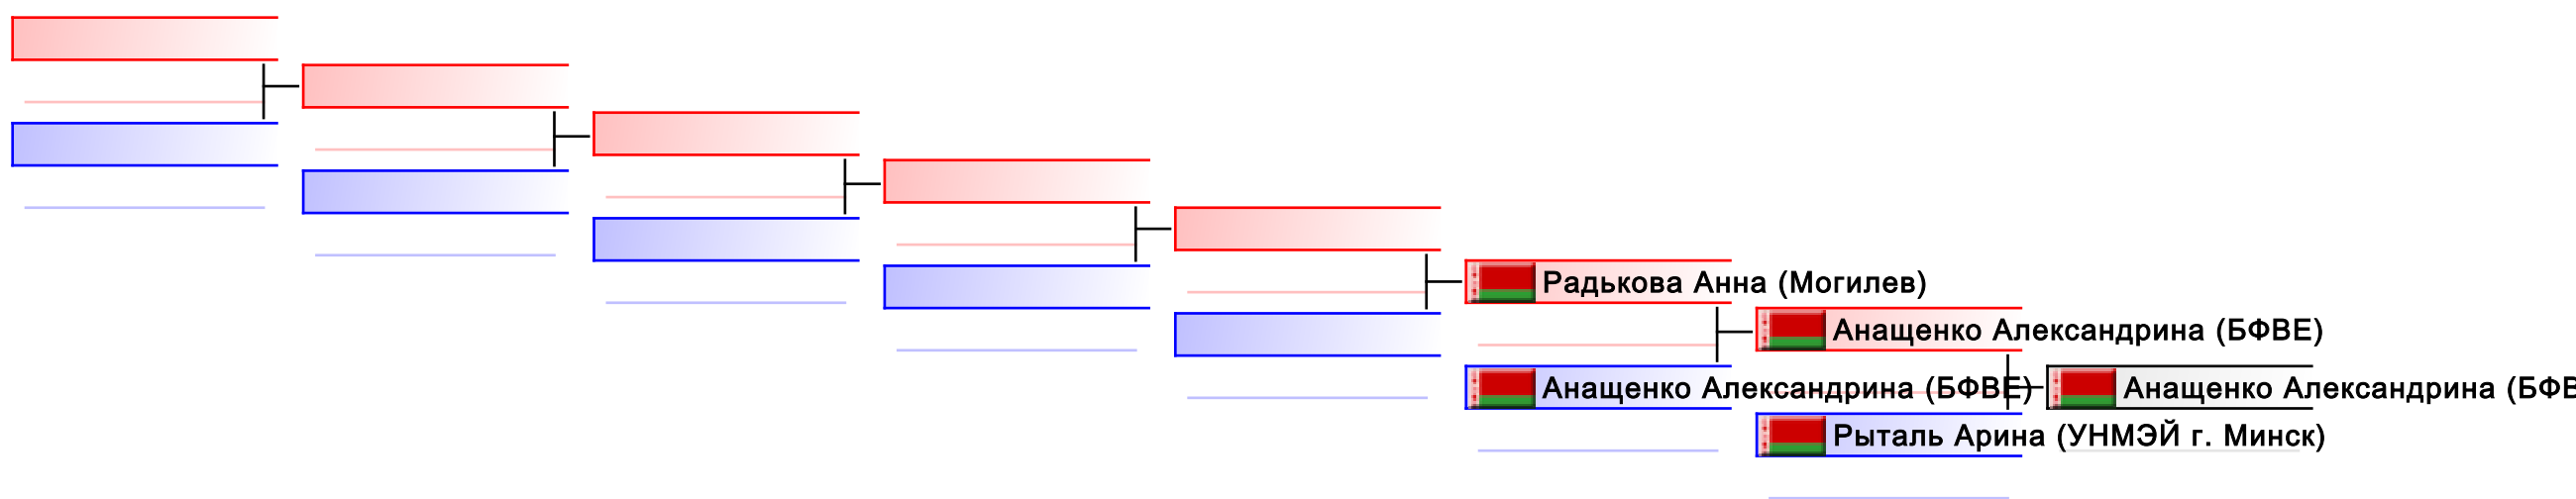 Радькова Анна (Могилев)
Анащенко Александрина (БФВЕ)
Анащенко Александрина (БФВЕ)
Анащенко Александрина (БФВ
Рыталь Арина (УНМЭЙ г. Минск)